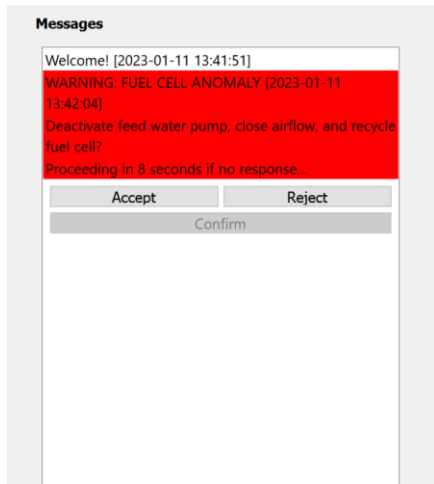 Messages
Welcome! [2023-01-11 13:41:51]
WARNING: FUEL CELL ANOMALY [2023-01-11
13:42:04]
Deactivate feed water pump, close airflow, and recycle
fuel cell?
Proceeding in 8 seconds if no response...
Accept Reject
Confirm